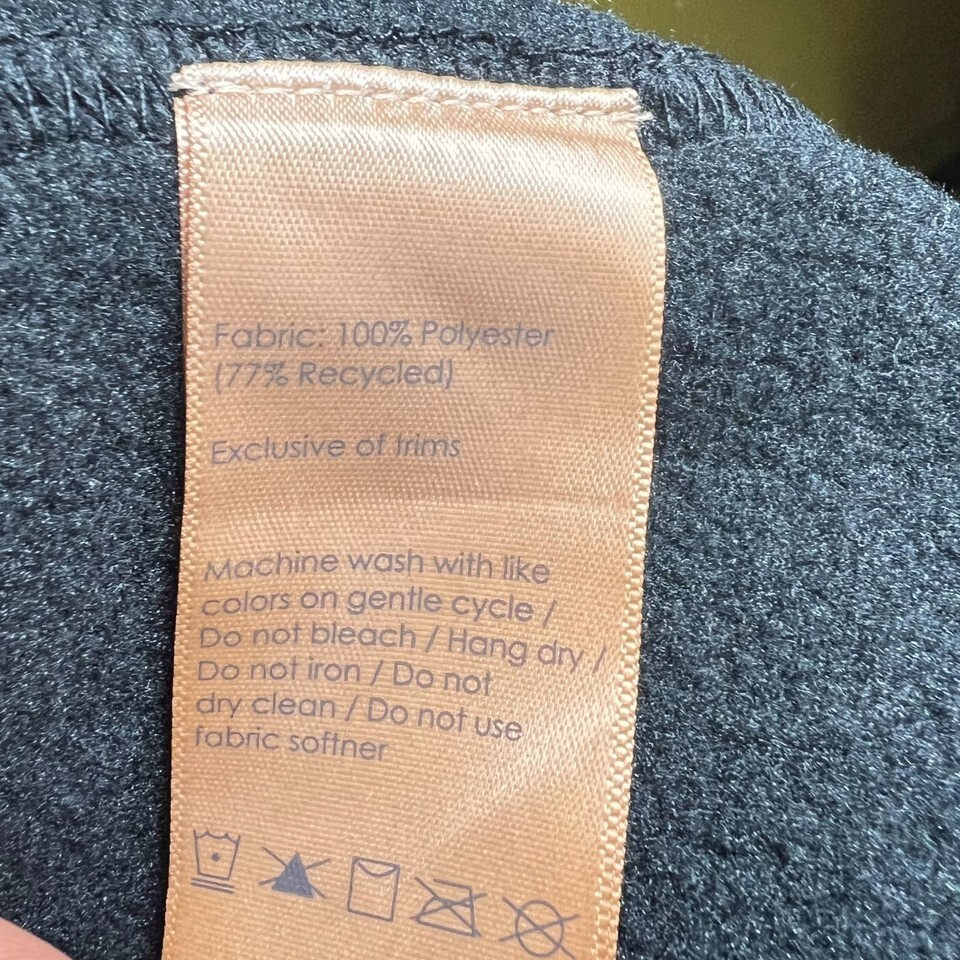 Fabric: 100% Polyester
(77% Recycled)
Exclusive of trims
Machine wash with like
colors on gentle cycle /
Do not bleach / Hang dry /
Do not iron / Do not
dry clean / Do not use
fabric softner